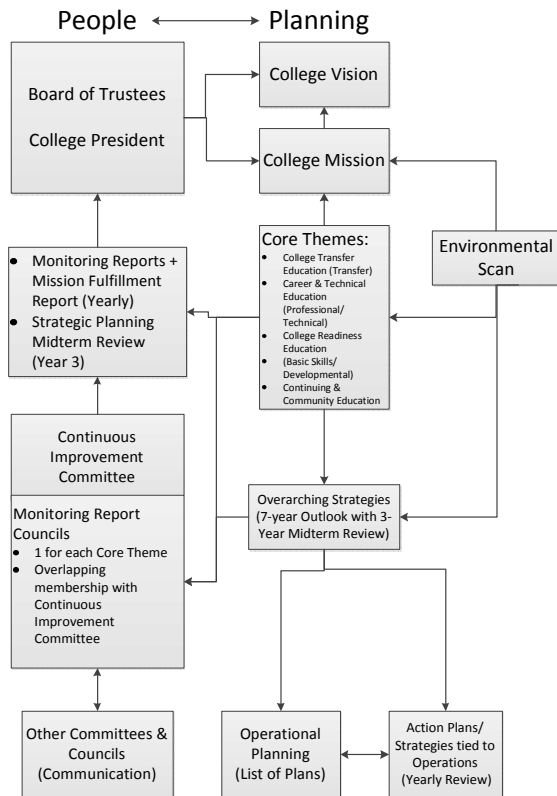 People
Planning
Board of Trustees
College President
College Vision
College Mission
Environmental
Scan
● Monitoring Reports +
Mission Fulfillment
Report (Yearly)
● Strategic Planning
Midterm Review
(Year 3)
Core Themes:
● College Transfer
Education (Transfer)
● Career & Technical
Education
(Professional/
Technical)
● College Readiness
Education
● (Basic Skills/
Developmental)
● Continuing &
Community Education
Continuous
Improvement
Committee
Monitoring Report
Councils
● 1 for each Core Theme
● Overlapping
membership with
Continuous
Improvement
Committee
Overarching Strategies
(7-year Outlook with 3-
Year Midterm Review)
Other Committees &
Councils
(Communication)
Operational
Planning
(List of Plans)
Action Plans/
Strategies tied to
Operations
(Yearly Review)